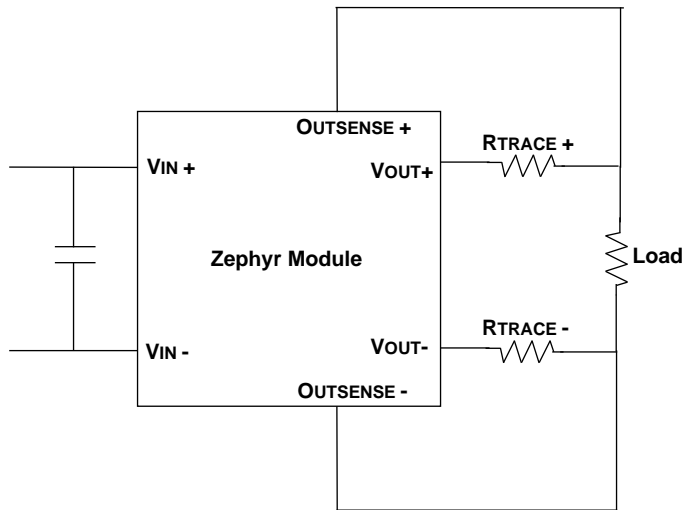 OUTSENSE +
RTRACE +
VIN +
VOUT+
Zephyr Module
Load
RTRACE -
VOUT-
VIN -
OUTSENSE -